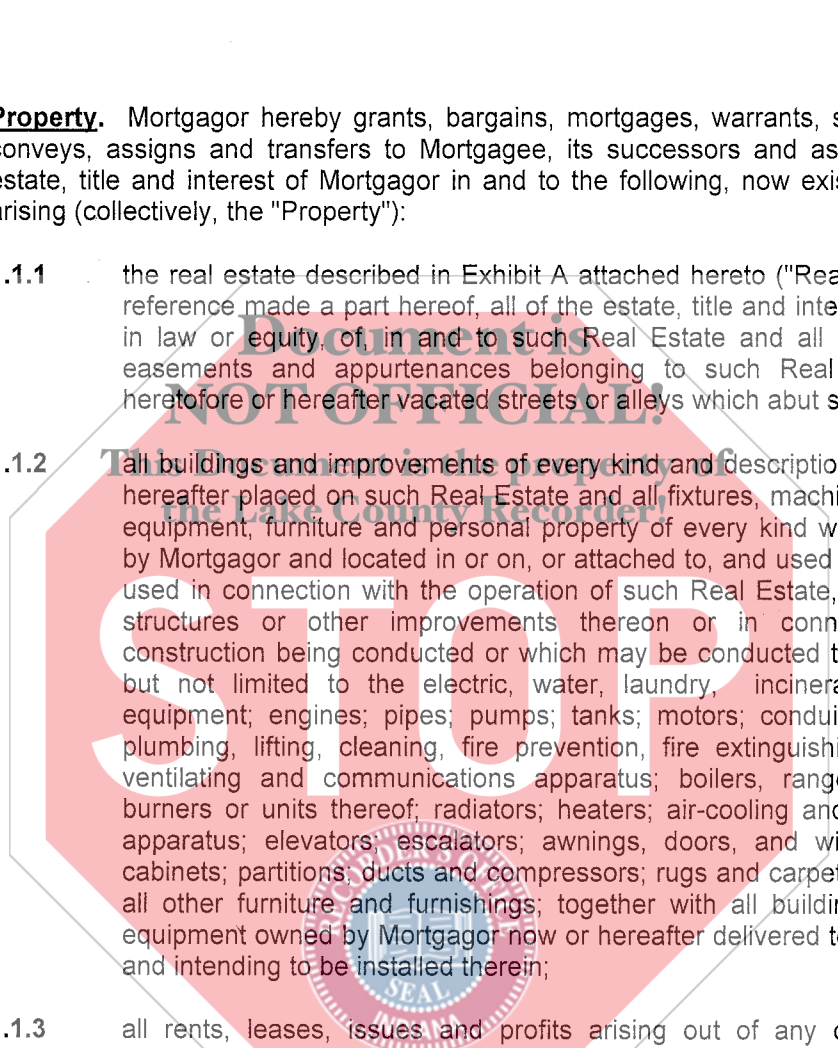 Property. Mortgagor hereby grants, bargains, mortgages, warrants, s
conveys, assigns and transfers to Mortgagee, its successors and as
estate, title and interest of Mortgagor in and to the following, now exis
arising (collectively, the "Property"):
.1.1 the real estate described in Exhibit A attached hereto ("Rea
reference made a part hereof, all of the estate, title and inte
in law or equity, of, in and to such Real Estate and all
easements and appurtenances belonging to such Real
heretofore or hereafter vacated streets or alleys which abut s
Document is
NOT OFFICIAL!
This Document is the property of
the Lake County Recorder!
.1.2 all buildings and improvements of every kind and descriptio
hereafter placed on such Real Estate and all fixtures, machi
equipment, furniture and personal property of every kind w
by Mortgagor and located in or on, or attached to, and used
used in connection with the operation of such Real Estate,
structures or other improvements thereon or in conn
construction being conducted or which may be conducted t
but not limited to the electric, water, laundry, incinera
equipment; engines; pipes; pumps; tanks; motors; condui
plumbing, lifting, cleaning, fire prevention, fire extinguishi
ventilating and communications apparatus; boilers, range
burners or units thereof; radiators; heaters; air-cooling and
apparatus; elevators; escalators; awnings, doors, and wi
cabinets; partitions; ducts and compressors; rugs and carpet
all other furniture and furnishings; together with all buildin
equipment owned by Mortgagor now or hereafter delivered to
and intending to be installed therein;
STOP
RECORDER'S OFFICE
SEAL
INDIANA
.1.3 all rents, leases, issues and profits arising out of any